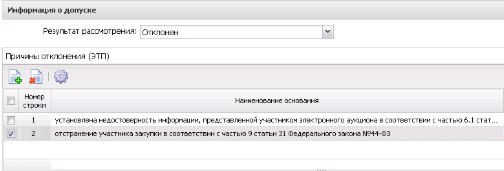 Информация о допуске
Результат рассмотрения: Отклонен
Причины отклонения (ЭТП)
Номер строки Наименование основания
1 установлена недостоверность информации, представленной участником электронного аукциона в соответствии с частью 6.1 стат...
2 отстранение участника закупки в соответствии с частью 9 статьи 31 Федерального закона №44-ФЗ